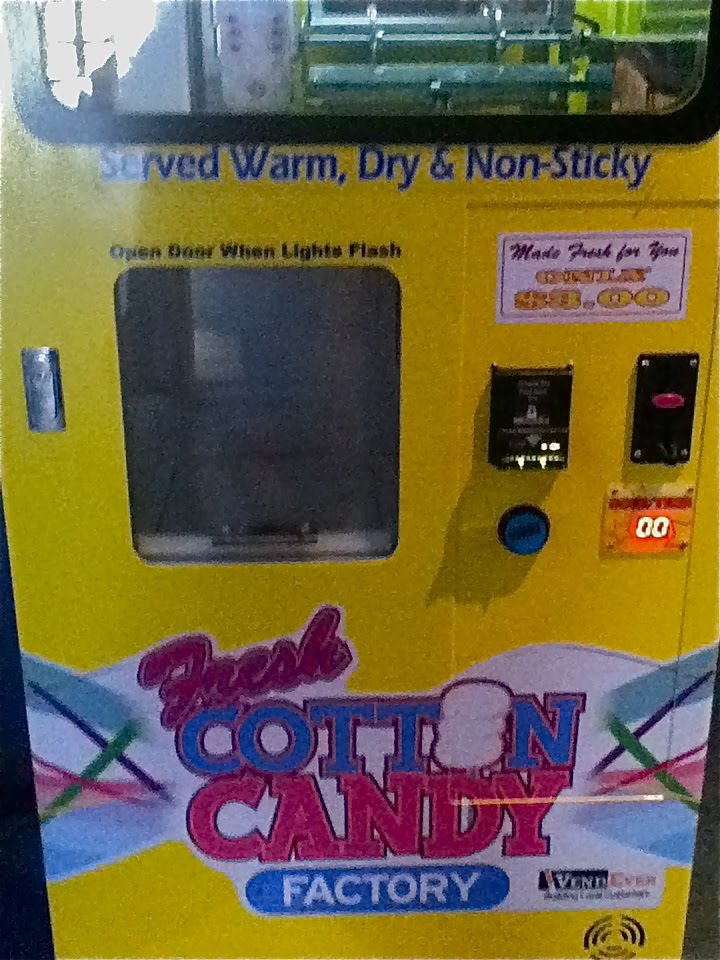 Served Warm, Dry & Non-Sticky
Open Door When Lights Flash
Made Fresh for You
ONLY
$3.00
00
Fresh
COTTON
CANDY
FACTORY
VENDEVER